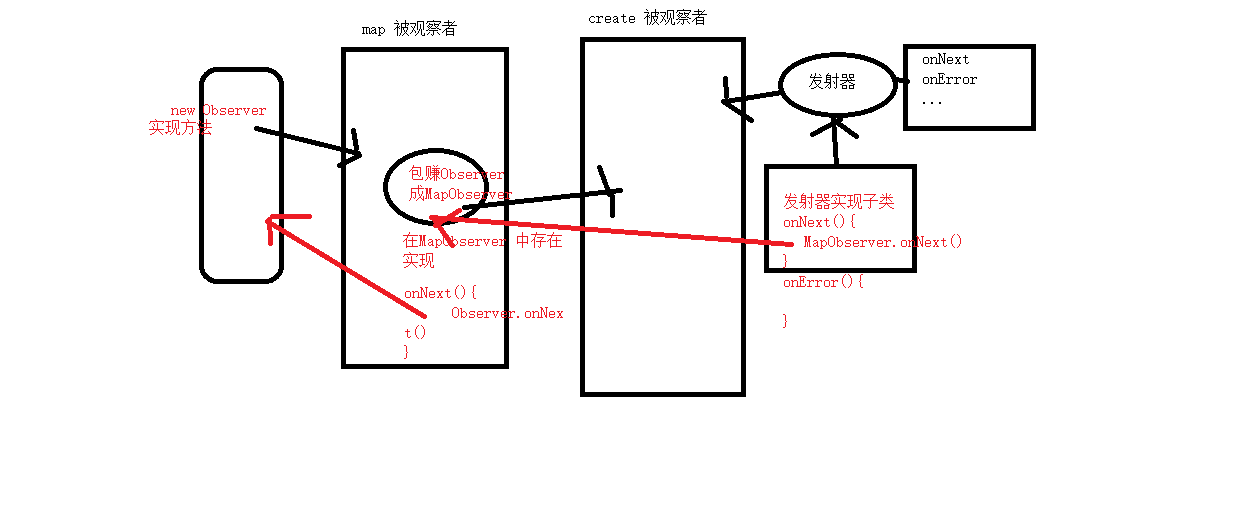 map 被观察者
create 被观察者
new Observer
实现方法
包赚Observer
成MapObserver
在MapObserver 中存在
实现
onNext(){
Observer.onNex
t()
}
发射器
onNext
onError
...
发射器实现子类
onNext(){
MapObserver.onNext()
}
onError(){
}